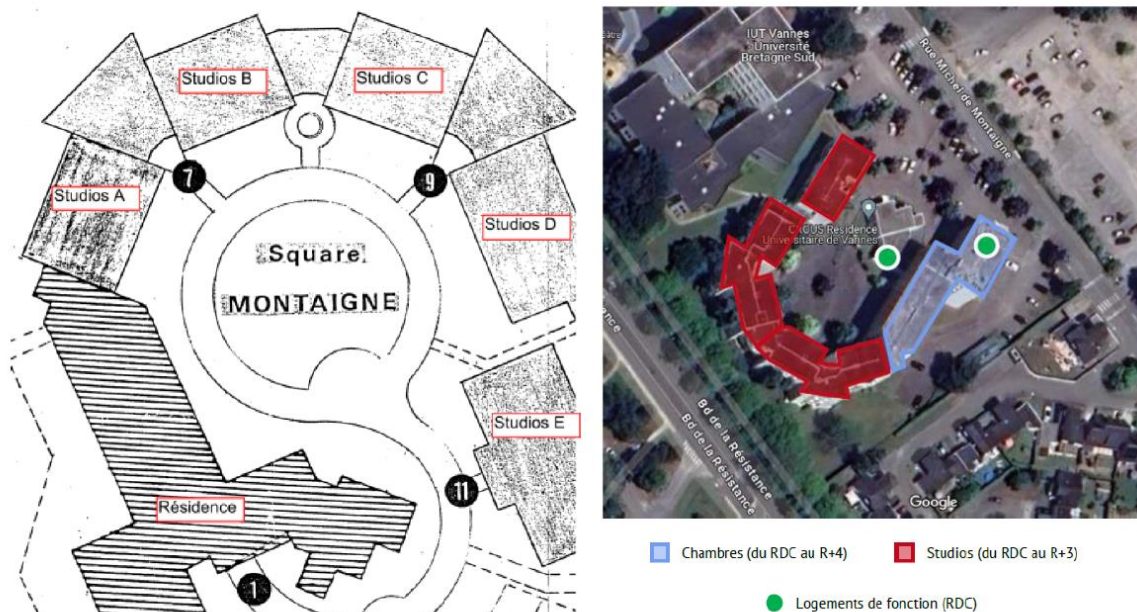 Studios B
Studios C
Studios A
7
9
Studios D
Square
MONTAIGNE
Studios E
Résidence
11
1
IUT Vannes
Université
Bretagne Sud
Rue Michel de Montaigne
CROUS Résidence
Universitaire de Vannes
Résistance
Bd de la Résistance
Bd de la Résistance
Google
Chambres (du RDC au R+4)
Studios (du RDC au R+3)
Logements de fonction (RDC)